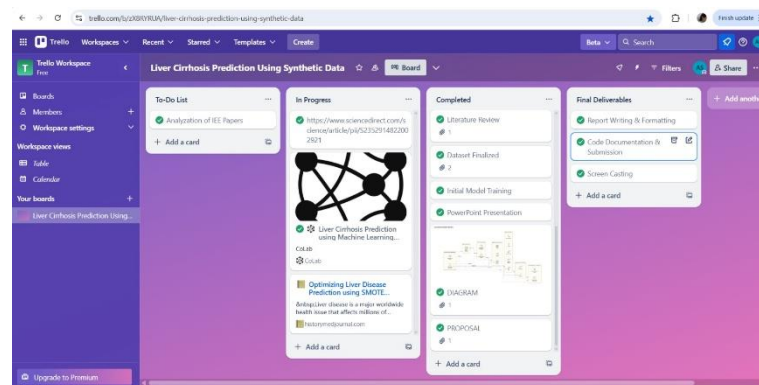 trello.com/b/
/liver-cirrhosis-prediction-using-synthetic-data
Finish update
Trello
Workspaces
Recent
Starred
Templates
Create
Beta
Search
T
Trello Workspace
Free
Boards
Members
Workspace settings
Workspace views
Table
Calendar
Your boards
Liver Cirrhosis Prediction Using...
Upgrade to Premium
Liver Cirrhosis Prediction Using Synthetic Data
Board
Filters
Share
To-Do List
Analyzation of IEE Papers
+ Add a card
In Progress
https://www.sciencedirect.com/s
cience/article/pii/S235291482200
2921
Liver Cirrhosis Prediction
using Machine Learning...
CoLab
CoLab
Optimizing Liver Disease
Prediction using SMOTE...
&nbsp;Liver disease is a major worldwide
health issue that affects millions of...
historymedjournal.com
+ Add a card
Completed
Literature Review
1
Dataset Finalized
2
Initial Model Training
PowerPoint Presentation
DIAGRAM
1
PROPOSAL
1
+ Add a card
Final Deliverables
Report Writing & Formatting
Code Documentation &
Submission
Screen Casting
+ Add a card
+ Add anoth